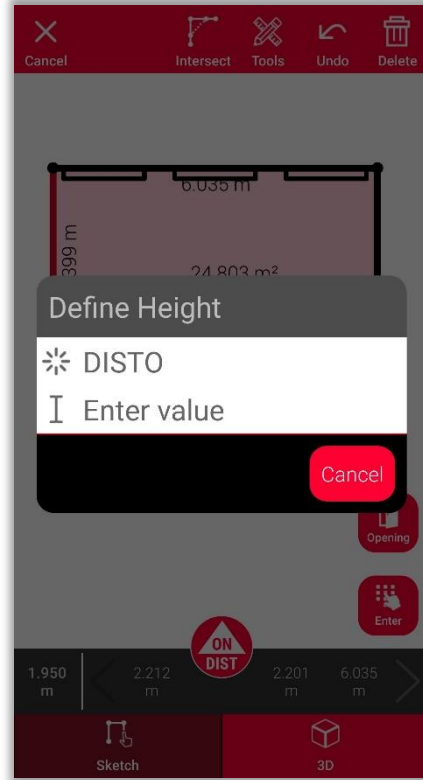 Cancel
Intersect
Tools
Undo
Delete
6.035 m
399 m
24.803 m²
Define Height
DISTO
Enter value
Cancel
Opening
Enter
ON
DIST
1.950 m
2.212 m
2.201 m
6.035 m
Sketch
3D